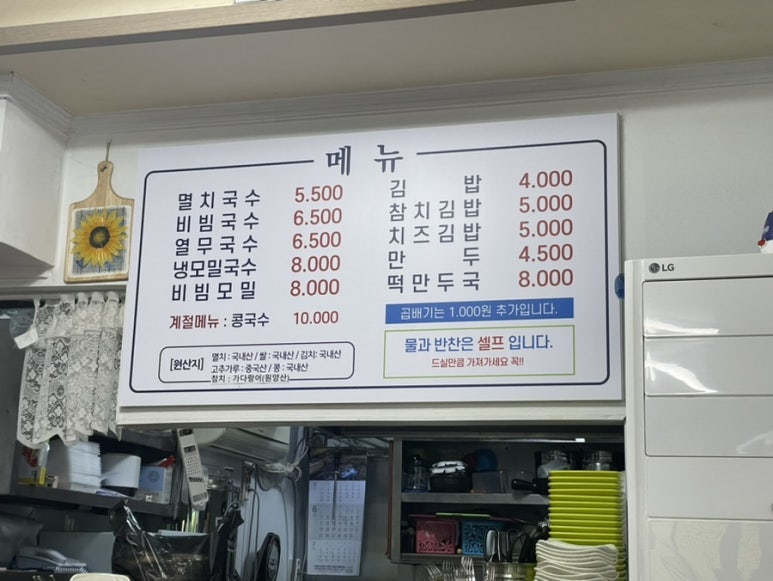 메 뉴
멸치국수 5.500
비빔국수 6.500
열무국수 6.500
냉모밀국수 8.000
비빔모밀 8.000
계절메뉴 : 콩국수 10.000
[원산지]
멸치 : 국내산 / 쌀 : 국내산 / 김치: 국내산
고추가루 : 중국산 / 콩 : 국내산
참치 : 가다랑어(원양산)
김밥 4.000
참치김밥 5.000
치즈김밥 5.000
만두 4.500
떡만두국 8.000
곱배기는 1.000원 추가입니다.
물과 반찬은 셀프 입니다.
드실만큼 가져가세요 꼭!!
LG